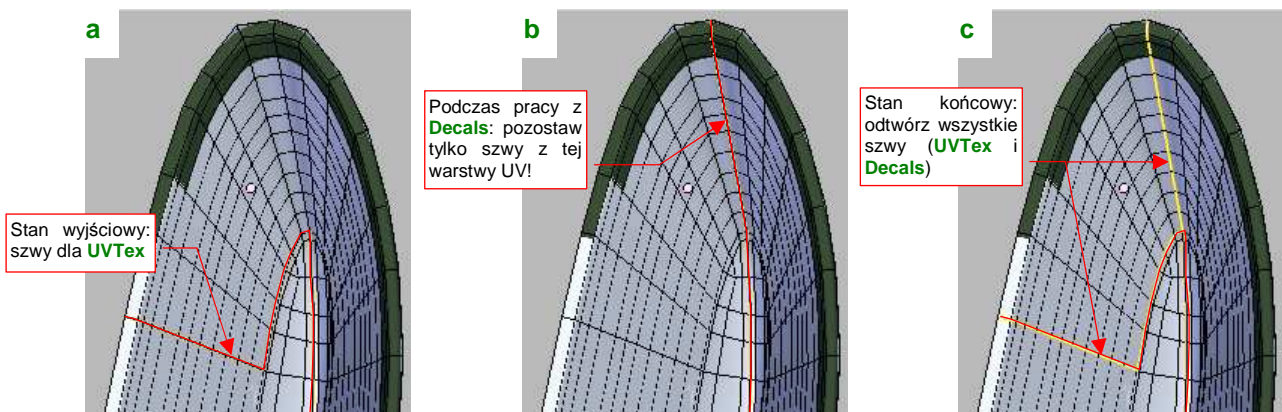 a
Stan wyjściowy:
szwy dla UVTex
b
Podczas pracy z
Decals: pozostaw
tylko szwy z tej
warstwy UV!
c
Stan końcowy:
odtwórz wszystkie
szwy (UVTex i
Decals)